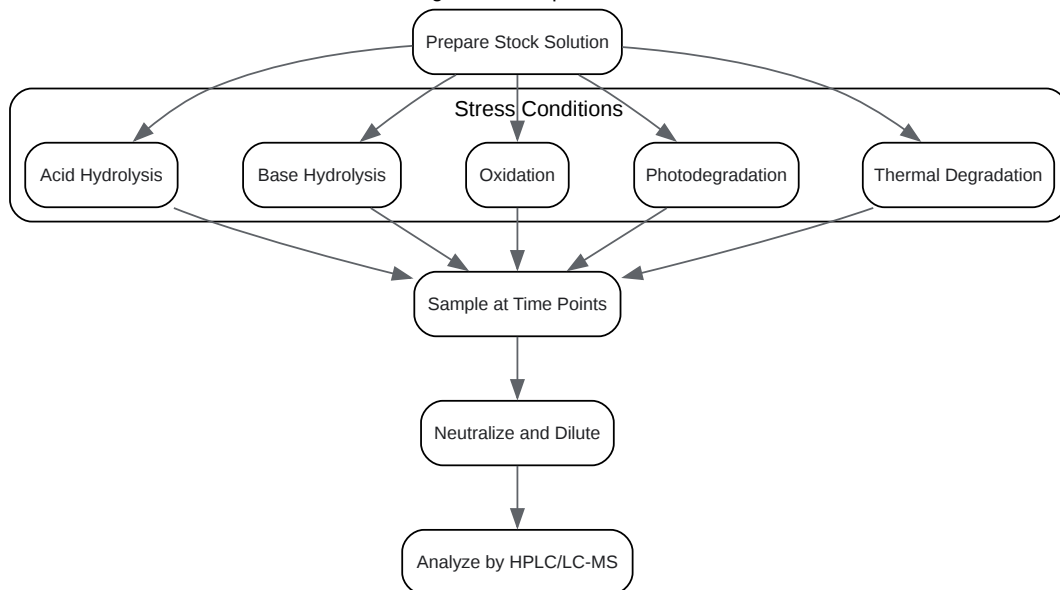 Prepare Stock Solution
Stress Conditions
Acid Hydrolysis
Base Hydrolysis
Oxidation
Photodegradation
Thermal Degradation
Sample at Time Points
Neutralize and Dilute
Analyze by HPLC/LC-MS